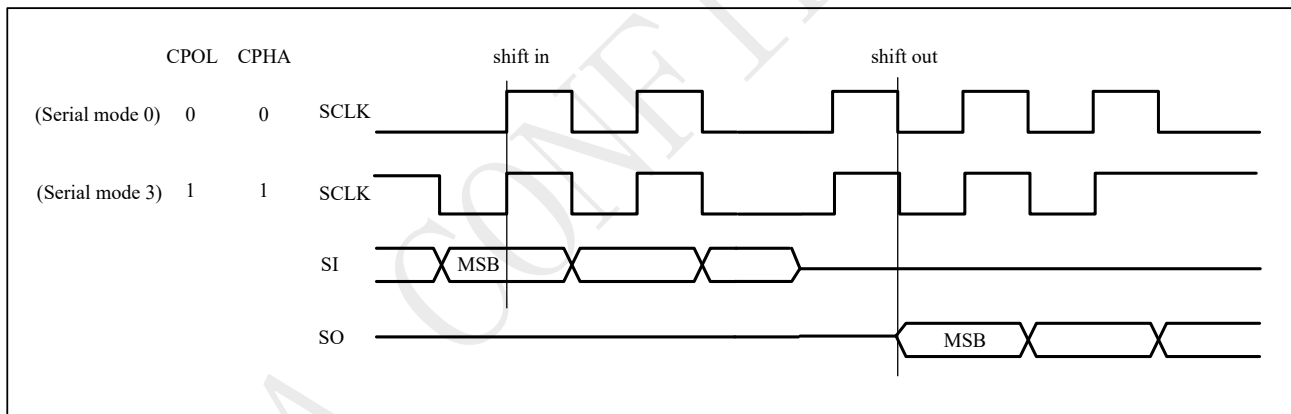 CPOL CPHA shift in shift out
(Serial mode 0) 0 0 SCLK
(Serial mode 3) 1 1 SCLK
SI MSB
SO MSB